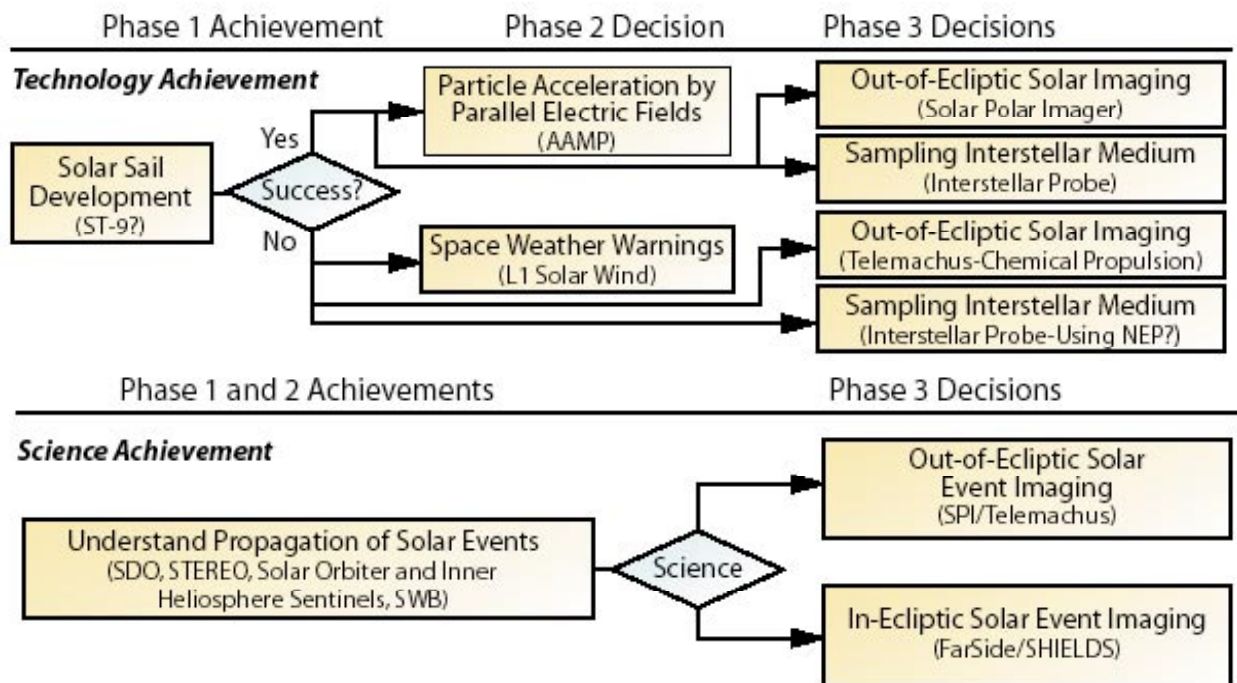 Phase 1 Achievement
Phase 2 Decision
Phase 3 Decisions
Technology Achievement
Solar Sail
Development
(ST-9?)
Yes
Success?
No
Particle Acceleration by
Parallel Electric Fields
(AAMP)
Space Weather Warnings
(L1 Solar Wind)
Out-of-Ecliptic Solar Imaging
(Solar Polar Imager)
Sampling Interstellar Medium
(Interstellar Probe)
Out-of-Ecliptic Solar Imaging
(Telemachus-Chemical Propulsion)
Sampling Interstellar Medium
(Interstellar Probe-Using NEP?)
Phase 1 and 2 Achievements
Phase 3 Decisions
Science Achievement
Understand Propagation of Solar Events
(SDO, STEREO, Solar Orbiter and Inner
Heliosphere Sentinels, SWB)
Science
Out-of-Ecliptic Solar
Event Imaging
(SPI/Telemachus)
In-Ecliptic Solar Event Imaging
(FarSide/SHIELDS)